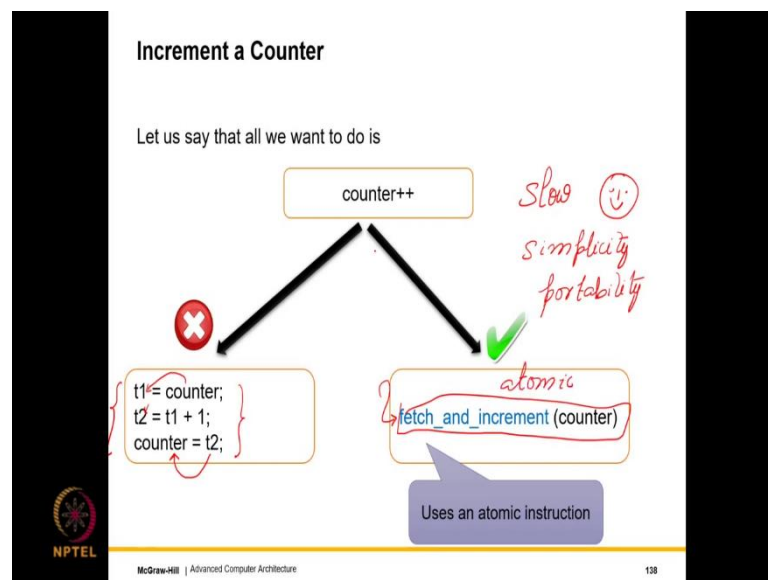 Increment a Counter
Let us say that all we want to do is
counter++
slow
simplicity
portability
t1 = counter;
t2 = t1 + 1;
counter = t2;
atomic
fetch_and_increment (counter)
Uses an atomic instruction
NPTEL
McGraw-Hill | Advanced Computer Architecture
138